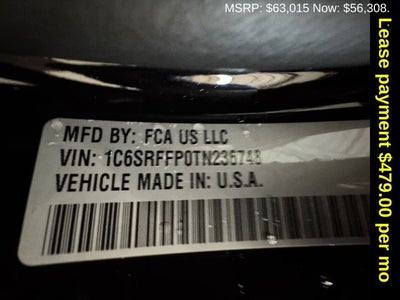 MSRP: $63,015 Now: $56,308.
MFD BY: FCA US LLC
VIN: 1C6SRFFP0TN236748
VEHICLE MADE IN: U.S.A.
Lease payment $479.00 per mo